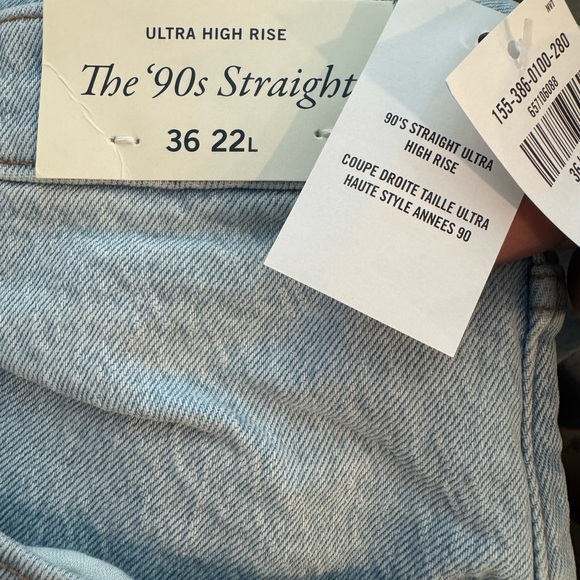 ULTRA HIGH RISE
The '90s Straight
36 22L
90'S STRAIGHT ULTRA
HIGH RISE
COUPE DROITE TAILLE ULTRA
HAUTE STYLE ANNEES 90
155-386-0100-280
657106088